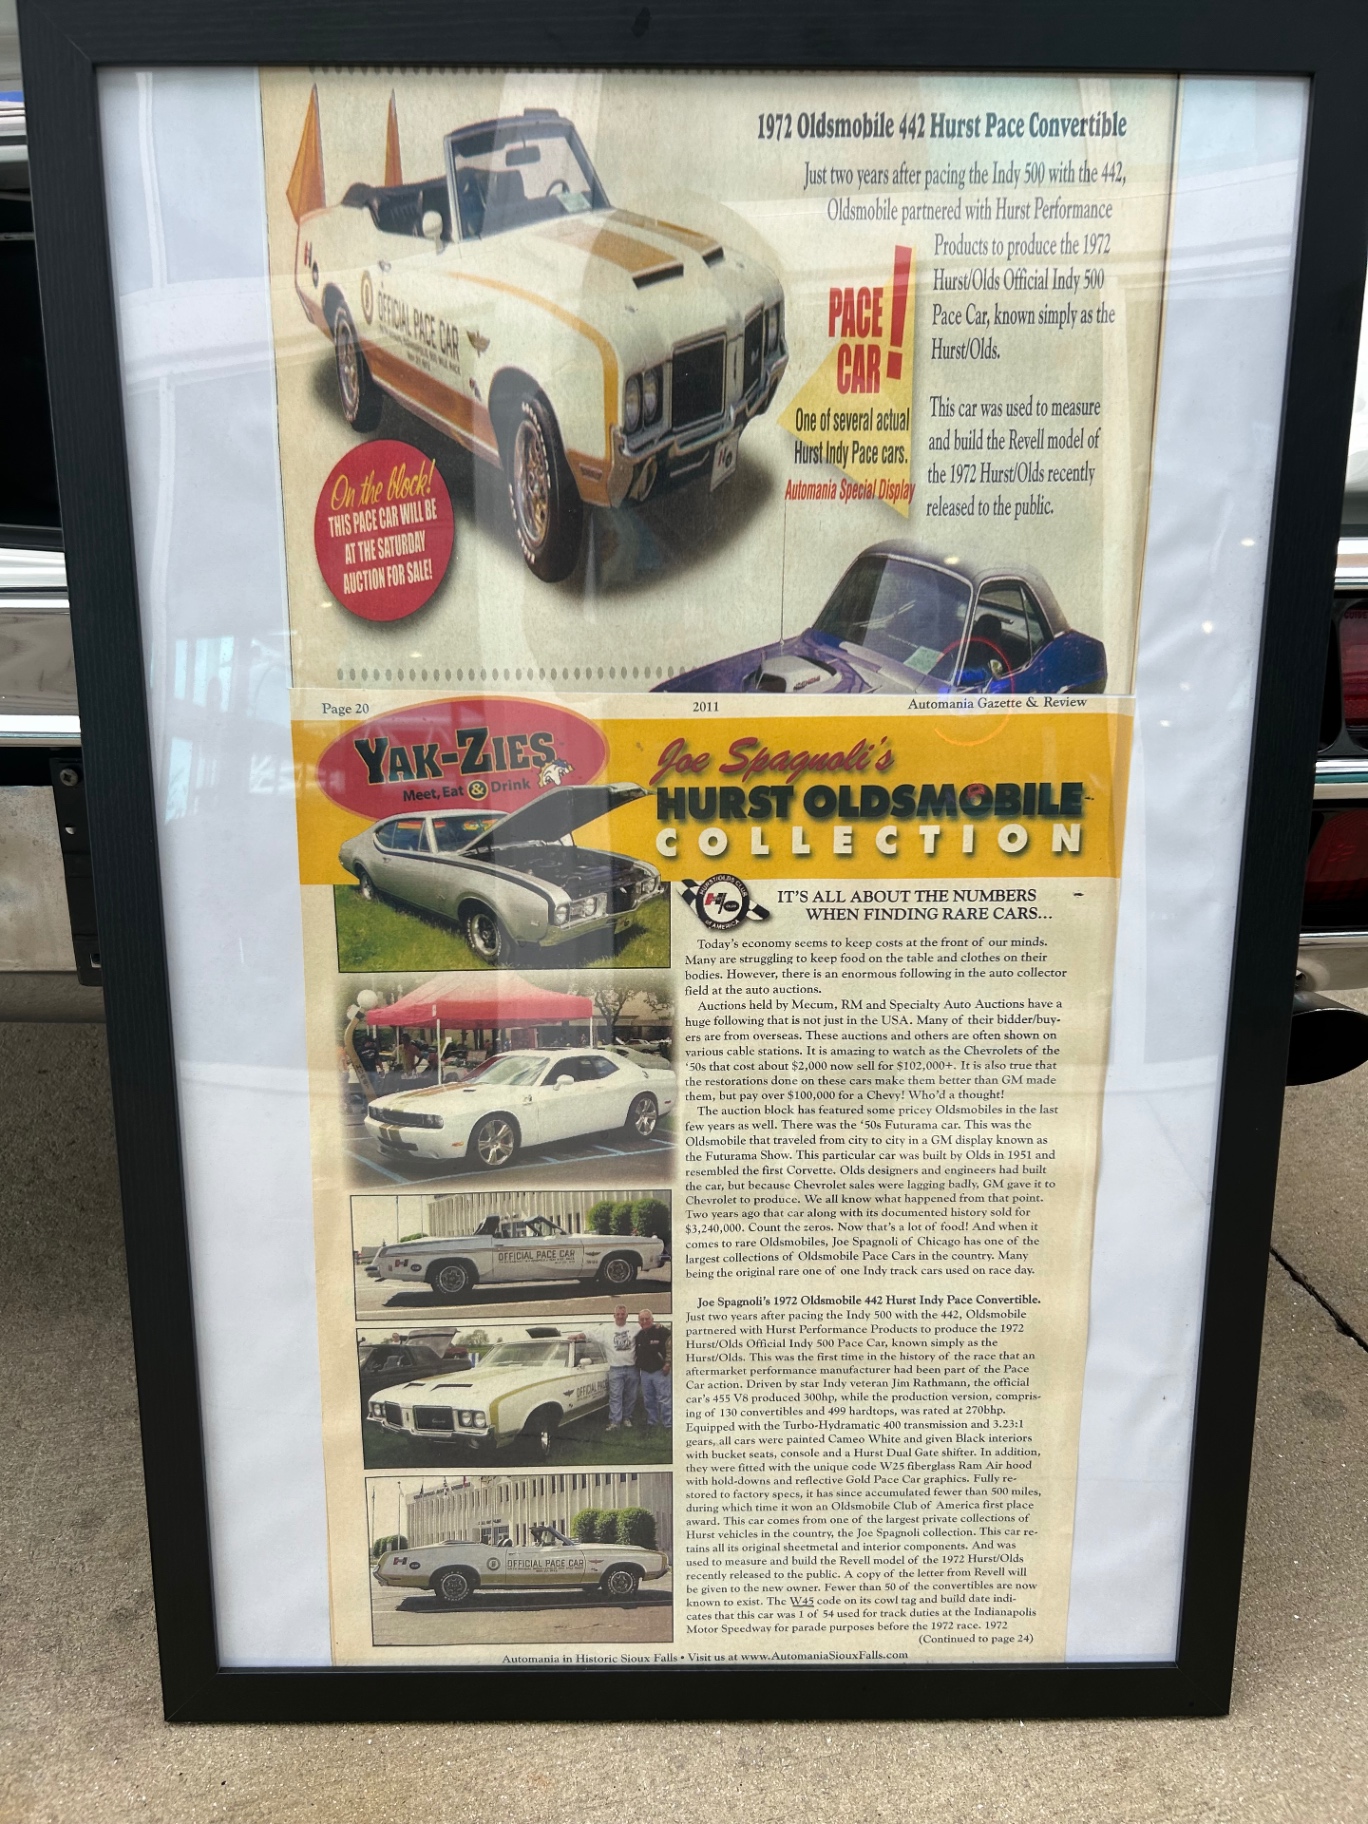 1972 Oldsmobile 442 Hurst Pace Convertible
Just two years after pacing the Indy 500 with the 442,
Oldsmobile partnered with Hurst Performance
Products to produce the 1972
Hurst/Olds Official Indy 500
Pace Car, known simply as the
Hurst/Olds.
This car was used to measure
and build the Revell model of
the 1972 Hurst/Olds recently
released to the public.
PACE
CAR!
One of several actual
Hurst Indy Pace cars.
Automania Special Display
H/O
OFFICIAL PACE CAR
H/O
On the block!
THIS PACE CAR WILL BE
AT THE SATURDAY
AUCTION FOR SALE!
Page 20 2011 Automania Gazette & Review
YAK-ZIES
Meet, Eat & Drink
Joe Spagnoli's
HURST OLDSMOBILE
COLLECTION
HURST/OLDS CLUB
H/O
OF AMERICA
IT'S ALL ABOUT THE NUMBERS
WHEN FINDING RARE CARS...
Today's economy seems to keep costs at the front of our minds.
Many are struggling to keep food on the table and clothes on their
bodies. However, there is an enormous following in the auto collector
field at the auto auctions.
Auctions held by Mecum, RM and Specialty Auto Auctions have a
huge following that is not just in the USA. Many of their bidder/buy-
ers are from overseas. These auctions and others are often shown on
various cable stations. It is amazing to watch as the Chevrolets of the
'50s that cost about $2,000 now sell for $102,000+. It is also true that
the restorations done on these cars make them better than GM made
them, but pay over $100,000 for a Chevy! Who'd a thought!
The auction block has featured some pricey Oldsmobiles in the last
few years as well. There was the '50s Futurama car. This was the
Oldsmobile that traveled from city to city in a GM display known as
the Futurama Show. This particular car was built by Olds in 1951 and
resembled the first Corvette. Olds designers and engineers had built
the car, but because Chevrolet sales were lagging badly, GM gave it to
Chevrolet to produce. We all know what happened from that point.
Two years ago that car along with its documented history sold for
$3,240,000. Count the zeros. Now that's a lot of food! And when it
comes to rare Oldsmobiles, Joe Spagnoli of Chicago has one of the
largest collections of Oldsmobile Pace Cars in the country. Many
being the original rare one of one Indy track cars used on race day.
Joe Spagnoli's 1972 Oldsmobile 442 Hurst Indy Pace Convertible.
Just two years after pacing the Indy 500 with the 442, Oldsmobile
partnered with Hurst Performance Products to produce the 1972
Hurst/Olds Official Indy 500 Pace Car, known simply as the
Hurst/Olds. This was the first time in the history of the race that an
aftermarket performance manufacturer had been part of the Pace
Car action. Driven by star Indy veteran Jim Rathmann, the official
car's 455 V8 produced 300hp, while the production version, compris-
ing of 130 convertibles and 499 hardtops, was rated at 270bhp.
Equipped with the Turbo-Hydramatic 400 transmission and 3.23:1
gears, all cars were painted Cameo White and given Black interiors
with bucket seats, console and a Hurst Dual Gate shifter. In addition,
they were fitted with the unique code W25 fiberglass Ram Air hood
with hold-downs and reflective Gold Pace Car graphics. Fully re-
stored to factory specs, it has since accumulated fewer than 500 miles,
during which time it won an Oldsmobile Club of America first place
award. This car comes from one of the largest private collections of
Hurst vehicles in the country, the Joe Spagnoli collection. This car re-
tains all its original sheetmetal and interior components. And was
used to measure and build the Revell model of the 1972 Hurst/Olds
recently released to the public. A copy of the letter from Revell will
be given to the new owner. Fewer than 50 of the convertibles are now
known to exist. The W45 code on its cowl tag and build date indi-
cates that this car was 1 of 54 used for track duties at the Indianapolis
Motor Speedway for parade purposes before the 1972 race. 1972
(Continued to page 24)
OFFICIAL PACE CAR
OFFICIAL PACE CAR
Automania in Historic Sioux Falls • Visit us at www.AutomaniaSiouxFalls.com